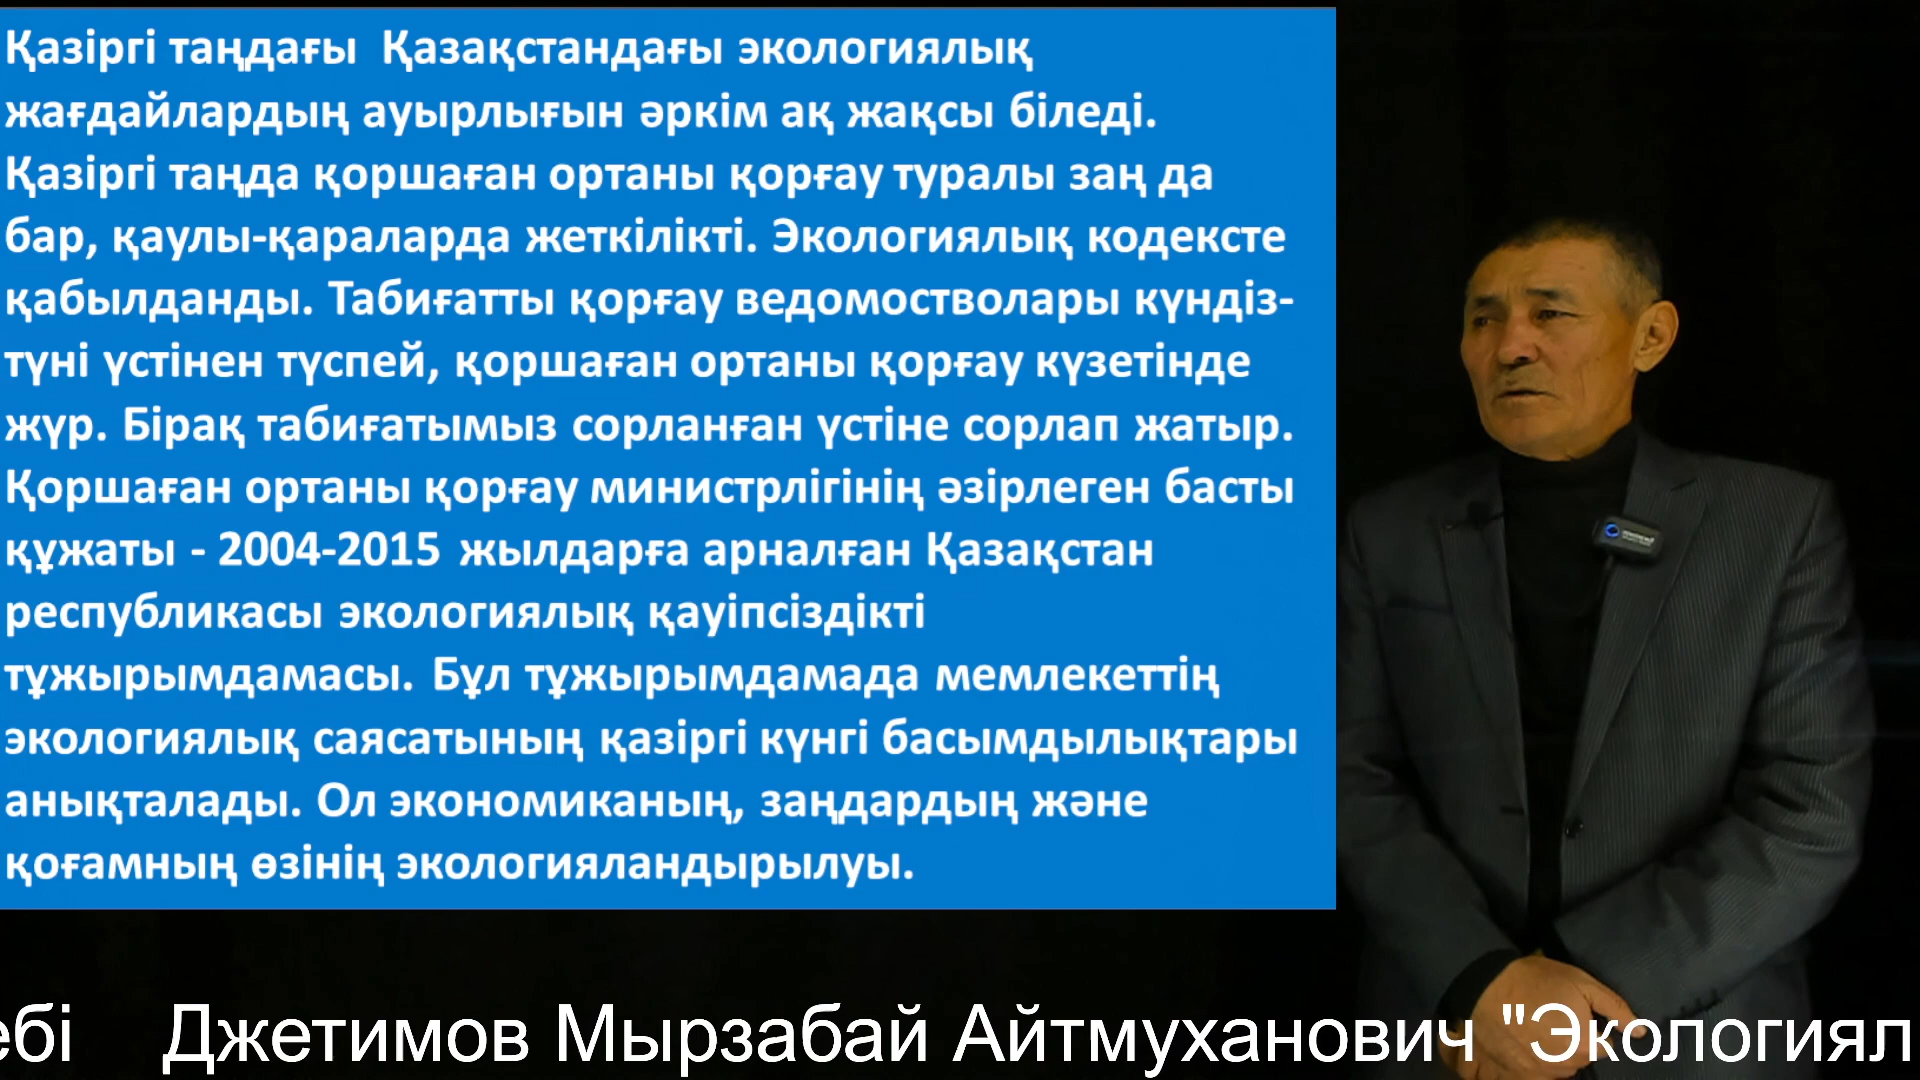 Қазіргі таңдағы Қазақстандағы экологиялық
жағдайлардың ауырлығын әркім ақ жақсы біледі.
Қазіргі таңда қоршаған ортаны қорғау туралы заң да
бар, қаулы-қараларда жеткілікті. Экологиялық кодексте
қабылданды. Табиғатты қорғау ведомостволары күндіз-
түні үстінен түспей, қоршаған ортаны қорғау күзетінде
жүр. Бірақ табиғатымыз сорланған үстіне сорлап жатыр.
Қоршаған ортаны қорғау министрлігінің әзірлеген басты
құжаты - 2004-2015 жылдарға арналған Қазақстан
республикасы экологиялық қауіпсіздікті
тұжырымдамасы. Бұл тұжырымдамада мемлекеттің
экологиялық саясатының қазіргі күнгі басымдылықтары
анықталады. Ол экономиканың, заңдардың және
қоғамның өзінің экологияландырылуы.
ебі Джетимов Мырзабай Айтмуханович "Экологиял